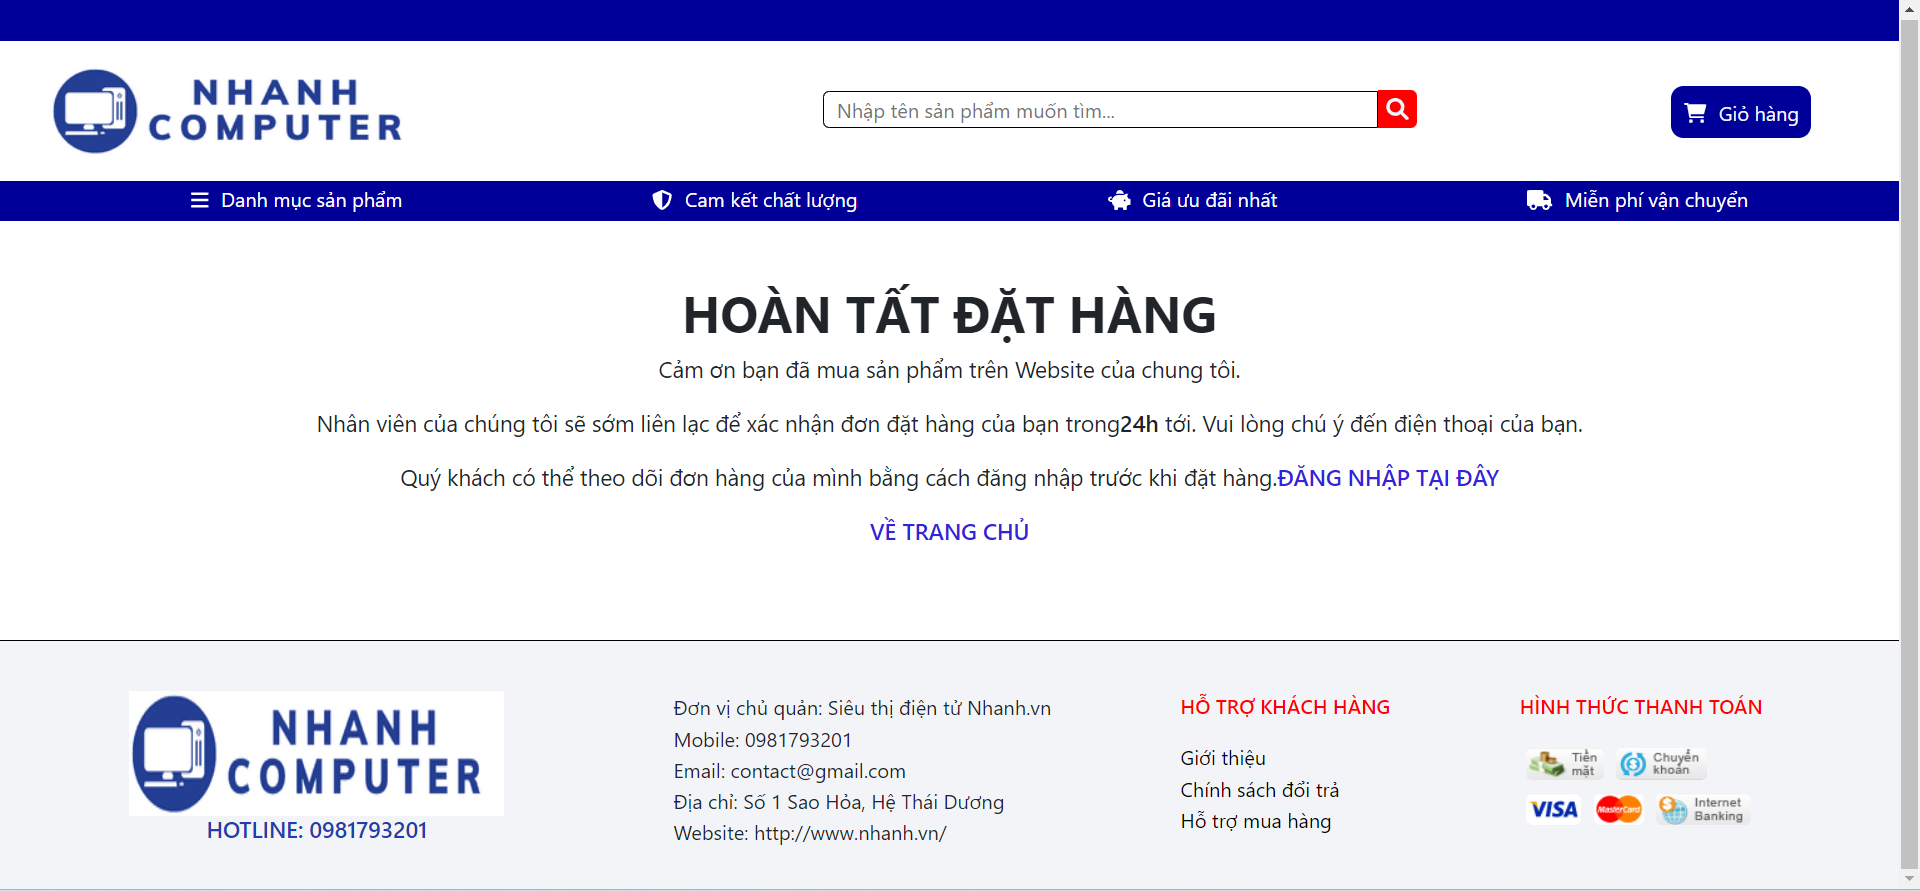 NHANH
COMPUTER
Nhập tên sản phẩm muốn tìm...
Giỏ hàng
Danh mục sản phẩm
Cam kết chất lượng
Giá ưu đãi nhất
Miễn phí vận chuyển
HOÀN TẤT ĐẶT HÀNG
Cảm ơn bạn đã mua sản phẩm trên Website của chung tôi.
Nhân viên của chúng tôi sẽ sớm liên lạc để xác nhận đơn đặt hàng của bạn trong24h tới. Vui lòng chú ý đến điện thoại của bạn.
Quý khách có thể theo dõi đơn hàng của mình bằng cách đăng nhập trước khi đặt hàng.ĐĂNG NHẬP TẠI ĐÂY
VỀ TRANG CHỦ
NHANH
COMPUTER
HOTLINE: 0981793201
Đơn vị chủ quản: Siêu thị điện tử Nhanh.vn
Mobile: 0981793201
Email: contact@gmail.com
Địa chỉ: Số 1 Sao Hỏa, Hệ Thái Dương
Website: http://www.nhanh.vn/
HỖ TRỢ KHÁCH HÀNG
Giới thiệu
Chính sách đổi trả
Hỗ trợ mua hàng
HÌNH THỨC THANH TOÁN
Tiền
mặt
Chuyển
khoản
VISA
MasterCard
Internet
Banking